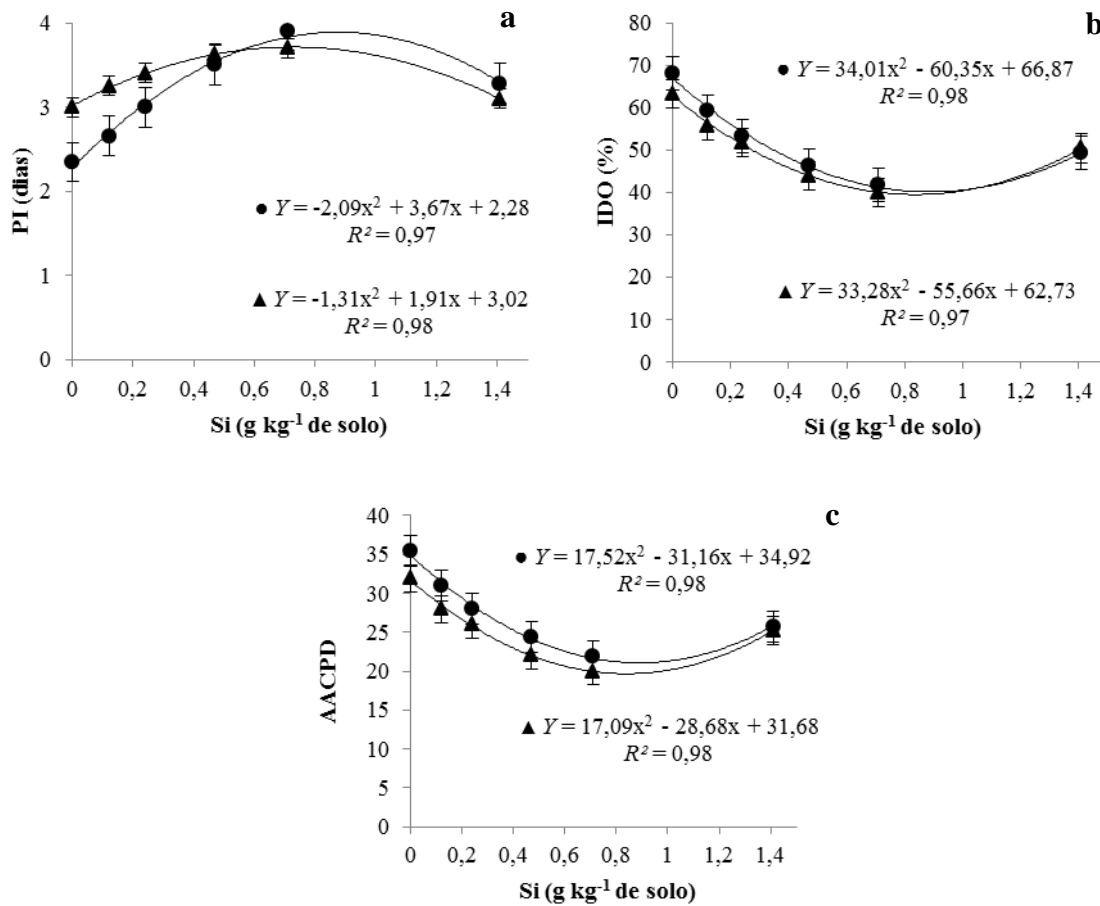 a
4
3
2
1
0
PI (dias)
● Y = -2,09x² + 3,67x + 2,28
R² = 0,97
▲ Y = -1,31x² + 1,91x + 3,02
R² = 0,98
0 0,2 0,4 0,6 0,8 1 1,2 1,4
Si (g kg⁻¹ de solo)
b
80
70
60
50
40
30
20
10
0
IDO (%)
● Y = 34,01x² - 60,35x + 66,87
R² = 0,98
▲ Y = 33,28x² - 55,66x + 62,73
R² = 0,97
0 0,2 0,4 0,6 0,8 1 1,2 1,4
Si (g kg⁻¹ de solo)
c
40
35
30
25
20
15
10
5
0
AACPD
● Y = 17,52x² - 31,16x + 34,92
R² = 0,98
▲ Y = 17,09x² - 28,68x + 31,68
R² = 0,98
0 0,2 0,4 0,6 0,8 1 1,2 1,4
Si (g kg⁻¹ de solo)